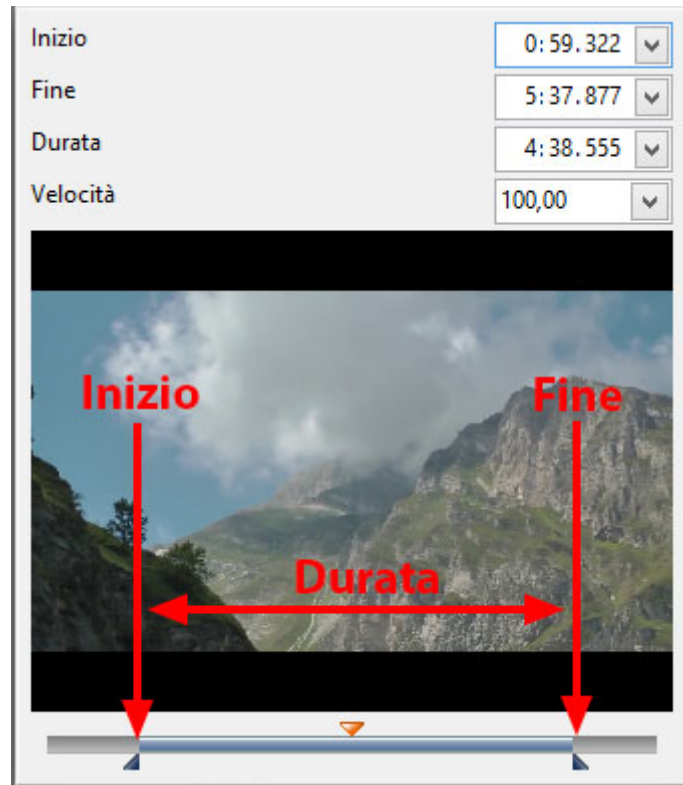 Inizio 0:59.322
Fine 5:37.877
Durata 4:38.555
Velocità 100,00
Inizio Fine
Durata